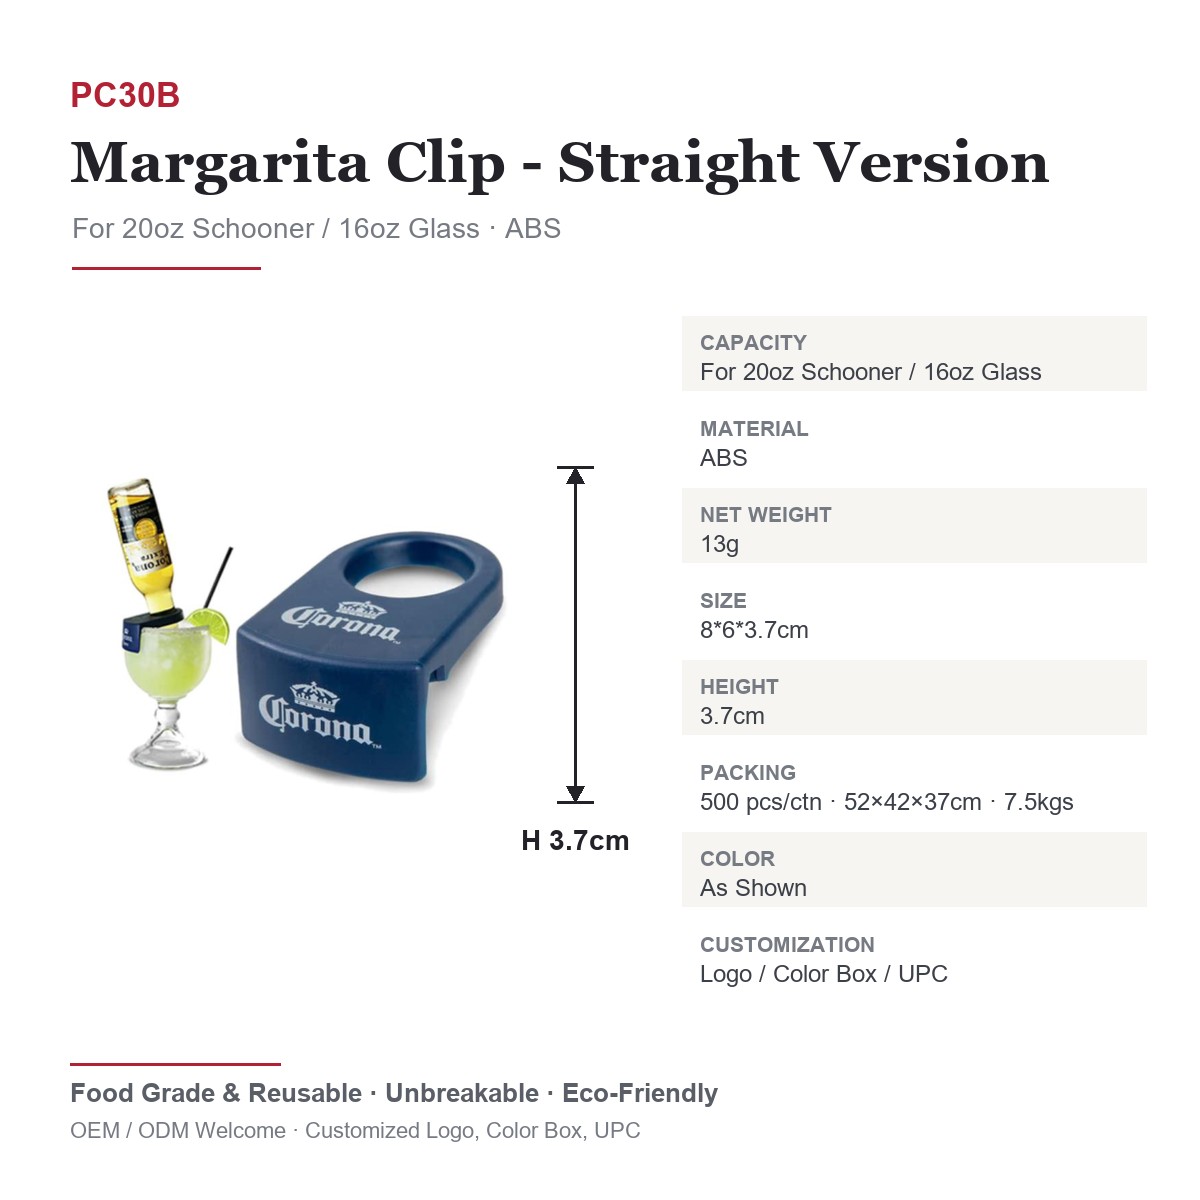 PC30B
Margarita Clip - Straight Version
For 20oz Schooner / 16oz Glass · ABS
CAPACITY
For 20oz Schooner / 16oz Glass
MATERIAL
ABS
NET WEIGHT
13g
SIZE
8*6*3.7cm
HEIGHT
3.7cm
PACKING
500 pcs/ctn · 52×42×37cm · 7.5kgs
COLOR
As Shown
CUSTOMIZATION
Logo / Color Box / UPC
Corona
Extra
Corona
Corona™
H 3.7cm
Food Grade & Reusable · Unbreakable · Eco-Friendly
OEM / ODM Welcome · Customized Logo, Color Box, UPC